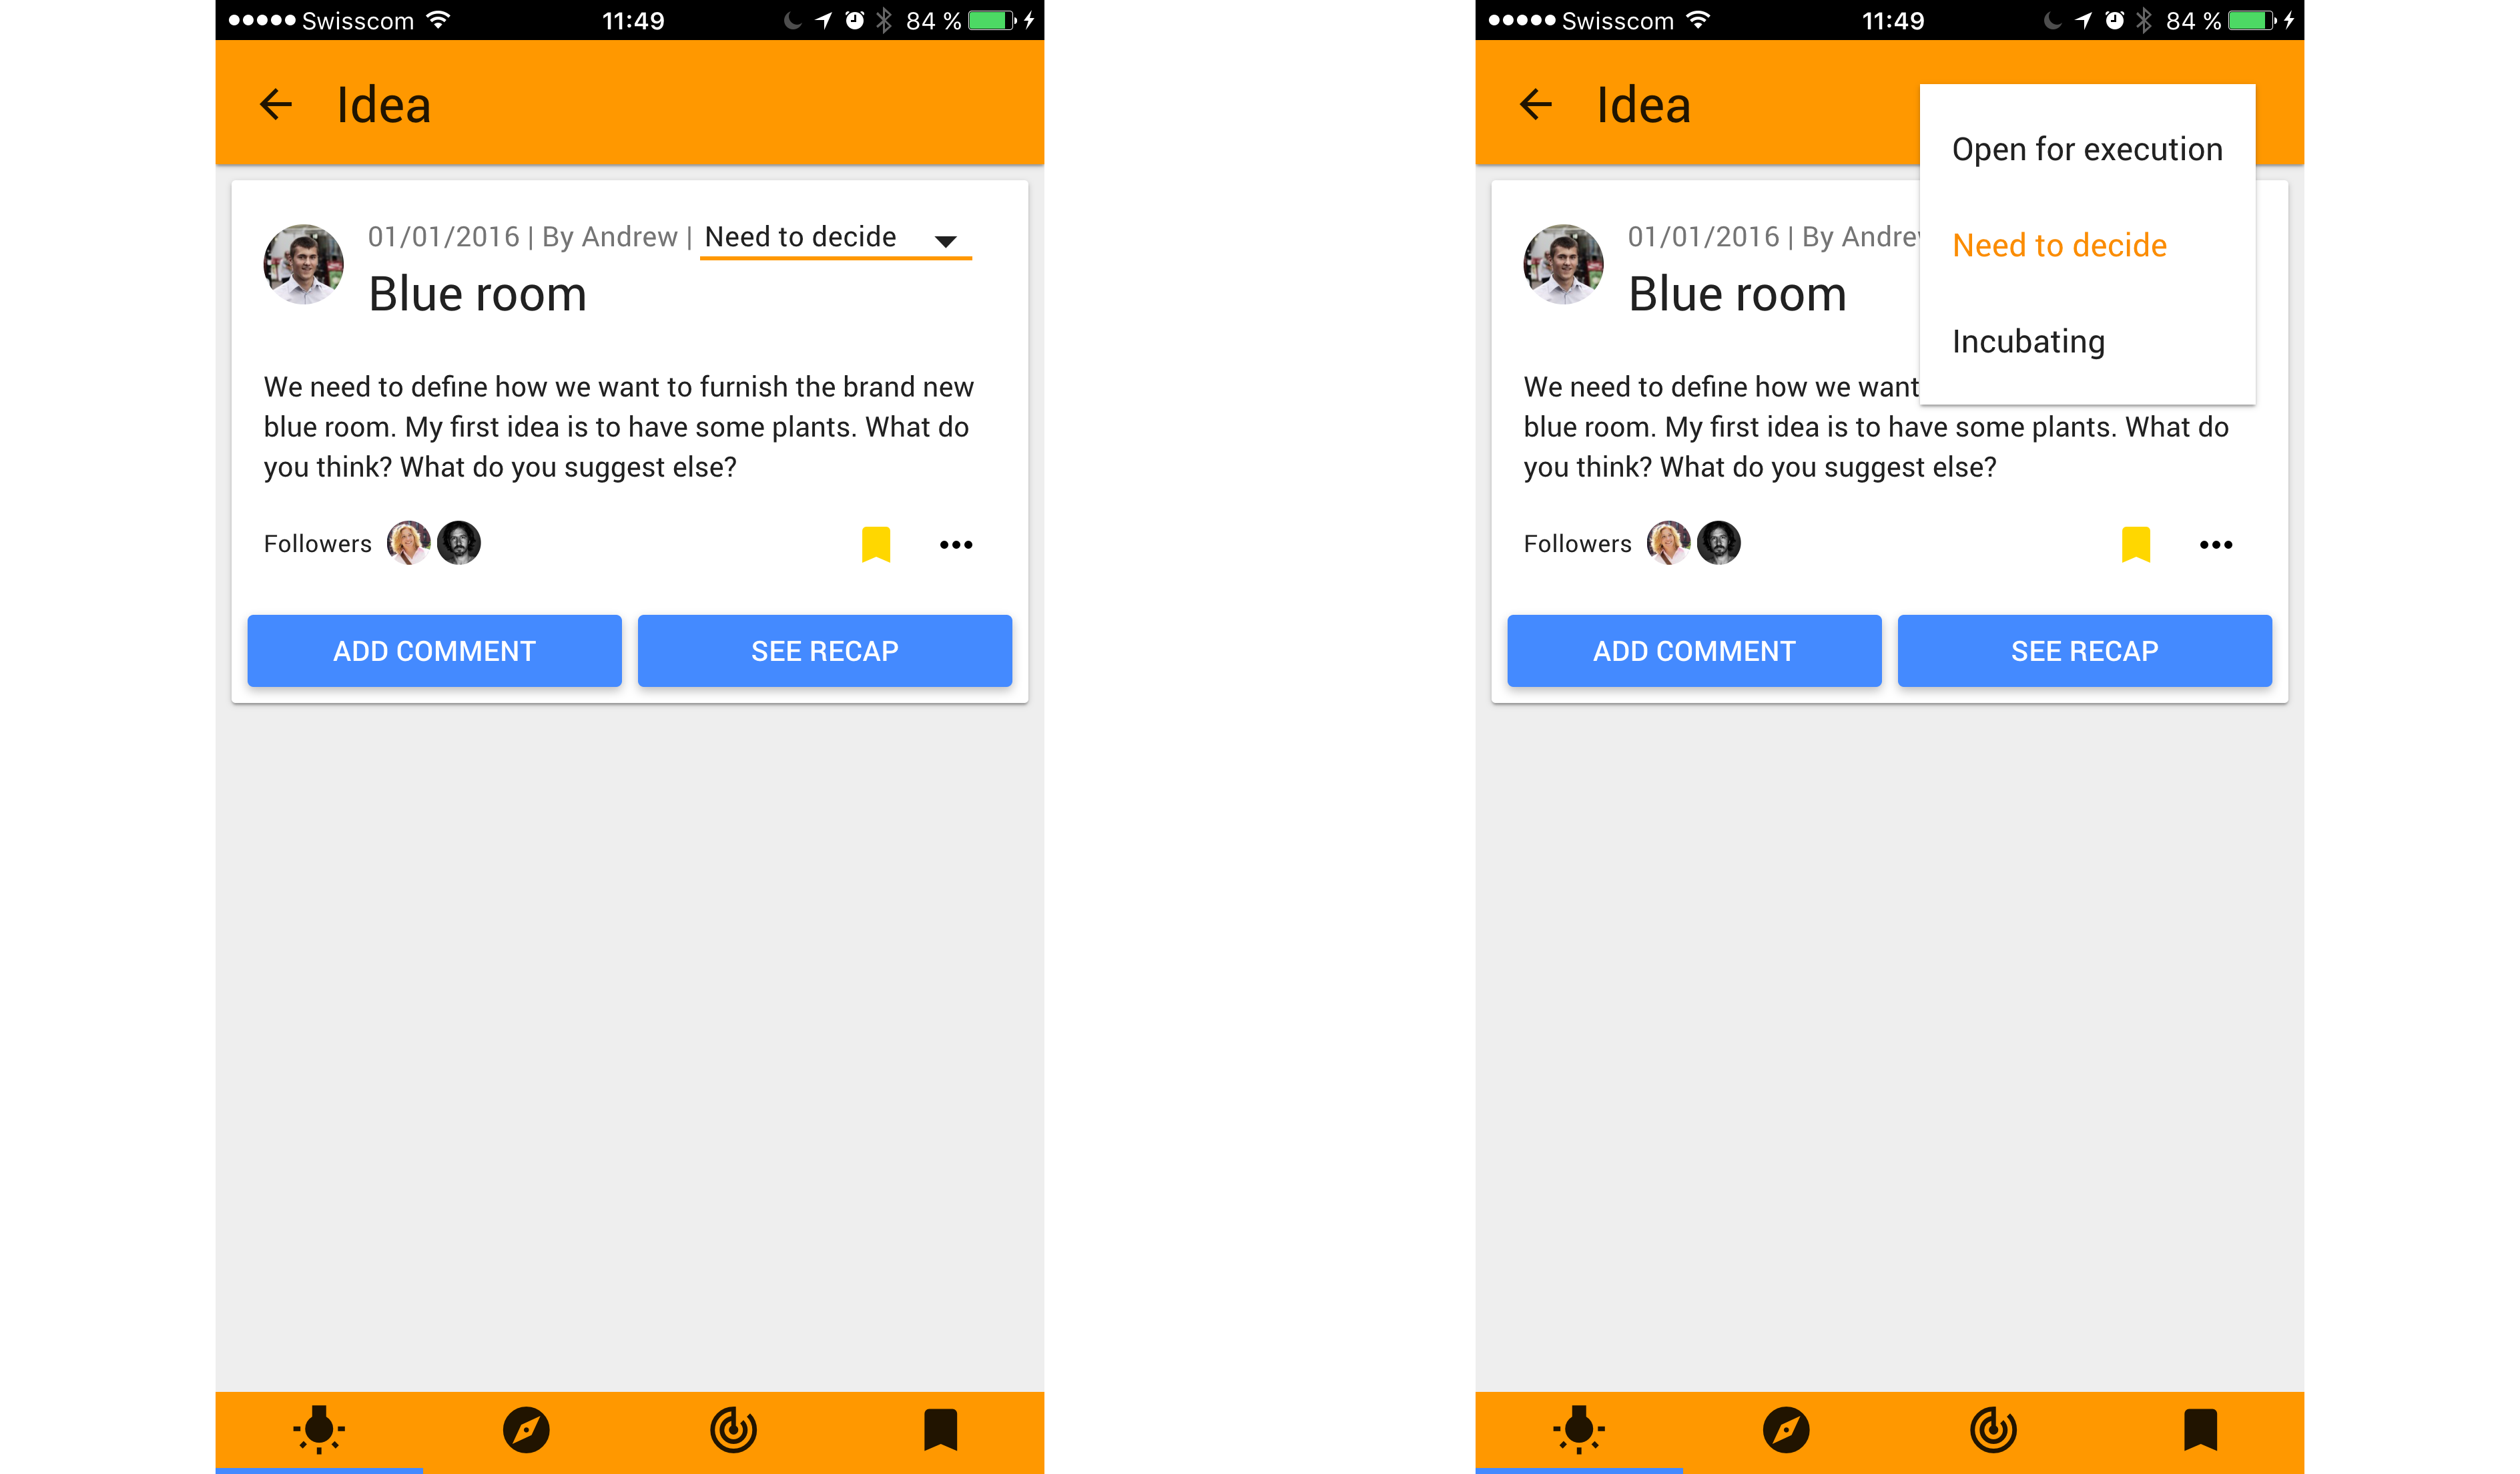 Swisscom 11:49 84 %
Idea
01/01/2016 | By Andrew | Need to decide
Blue room
We need to define how we want to furnish the brand new
blue room. My first idea is to have some plants. What do
you think? What do you suggest else?
Followers
ADD COMMENT SEE RECAP
Swisscom 11:49 84 %
Idea
Open for execution
Need to decide
Incubating
01/01/2016 | By Andre
Blue room
We need to define how we want
blue room. My first idea is to have some plants. What do
you think? What do you suggest else?
Followers
ADD COMMENT SEE RECAP